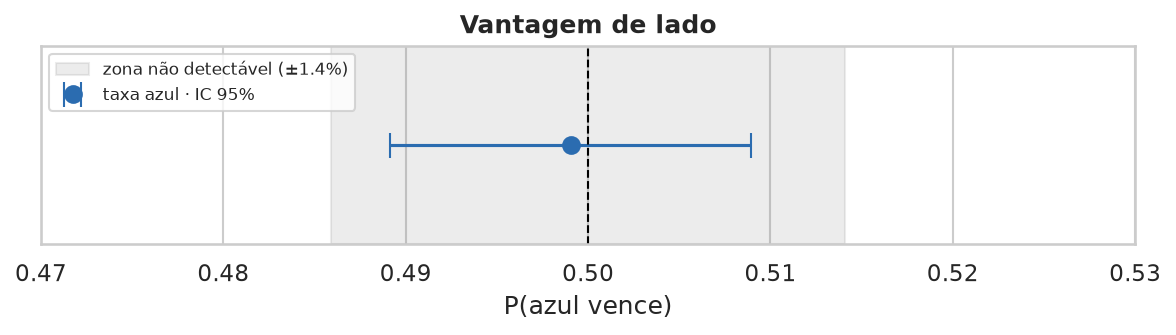 Vantagem de lado
zona não detectável (±1.4%)
taxa azul · IC 95%
0.47 0.48 0.49 0.50 0.51 0.52 0.53
P(azul vence)